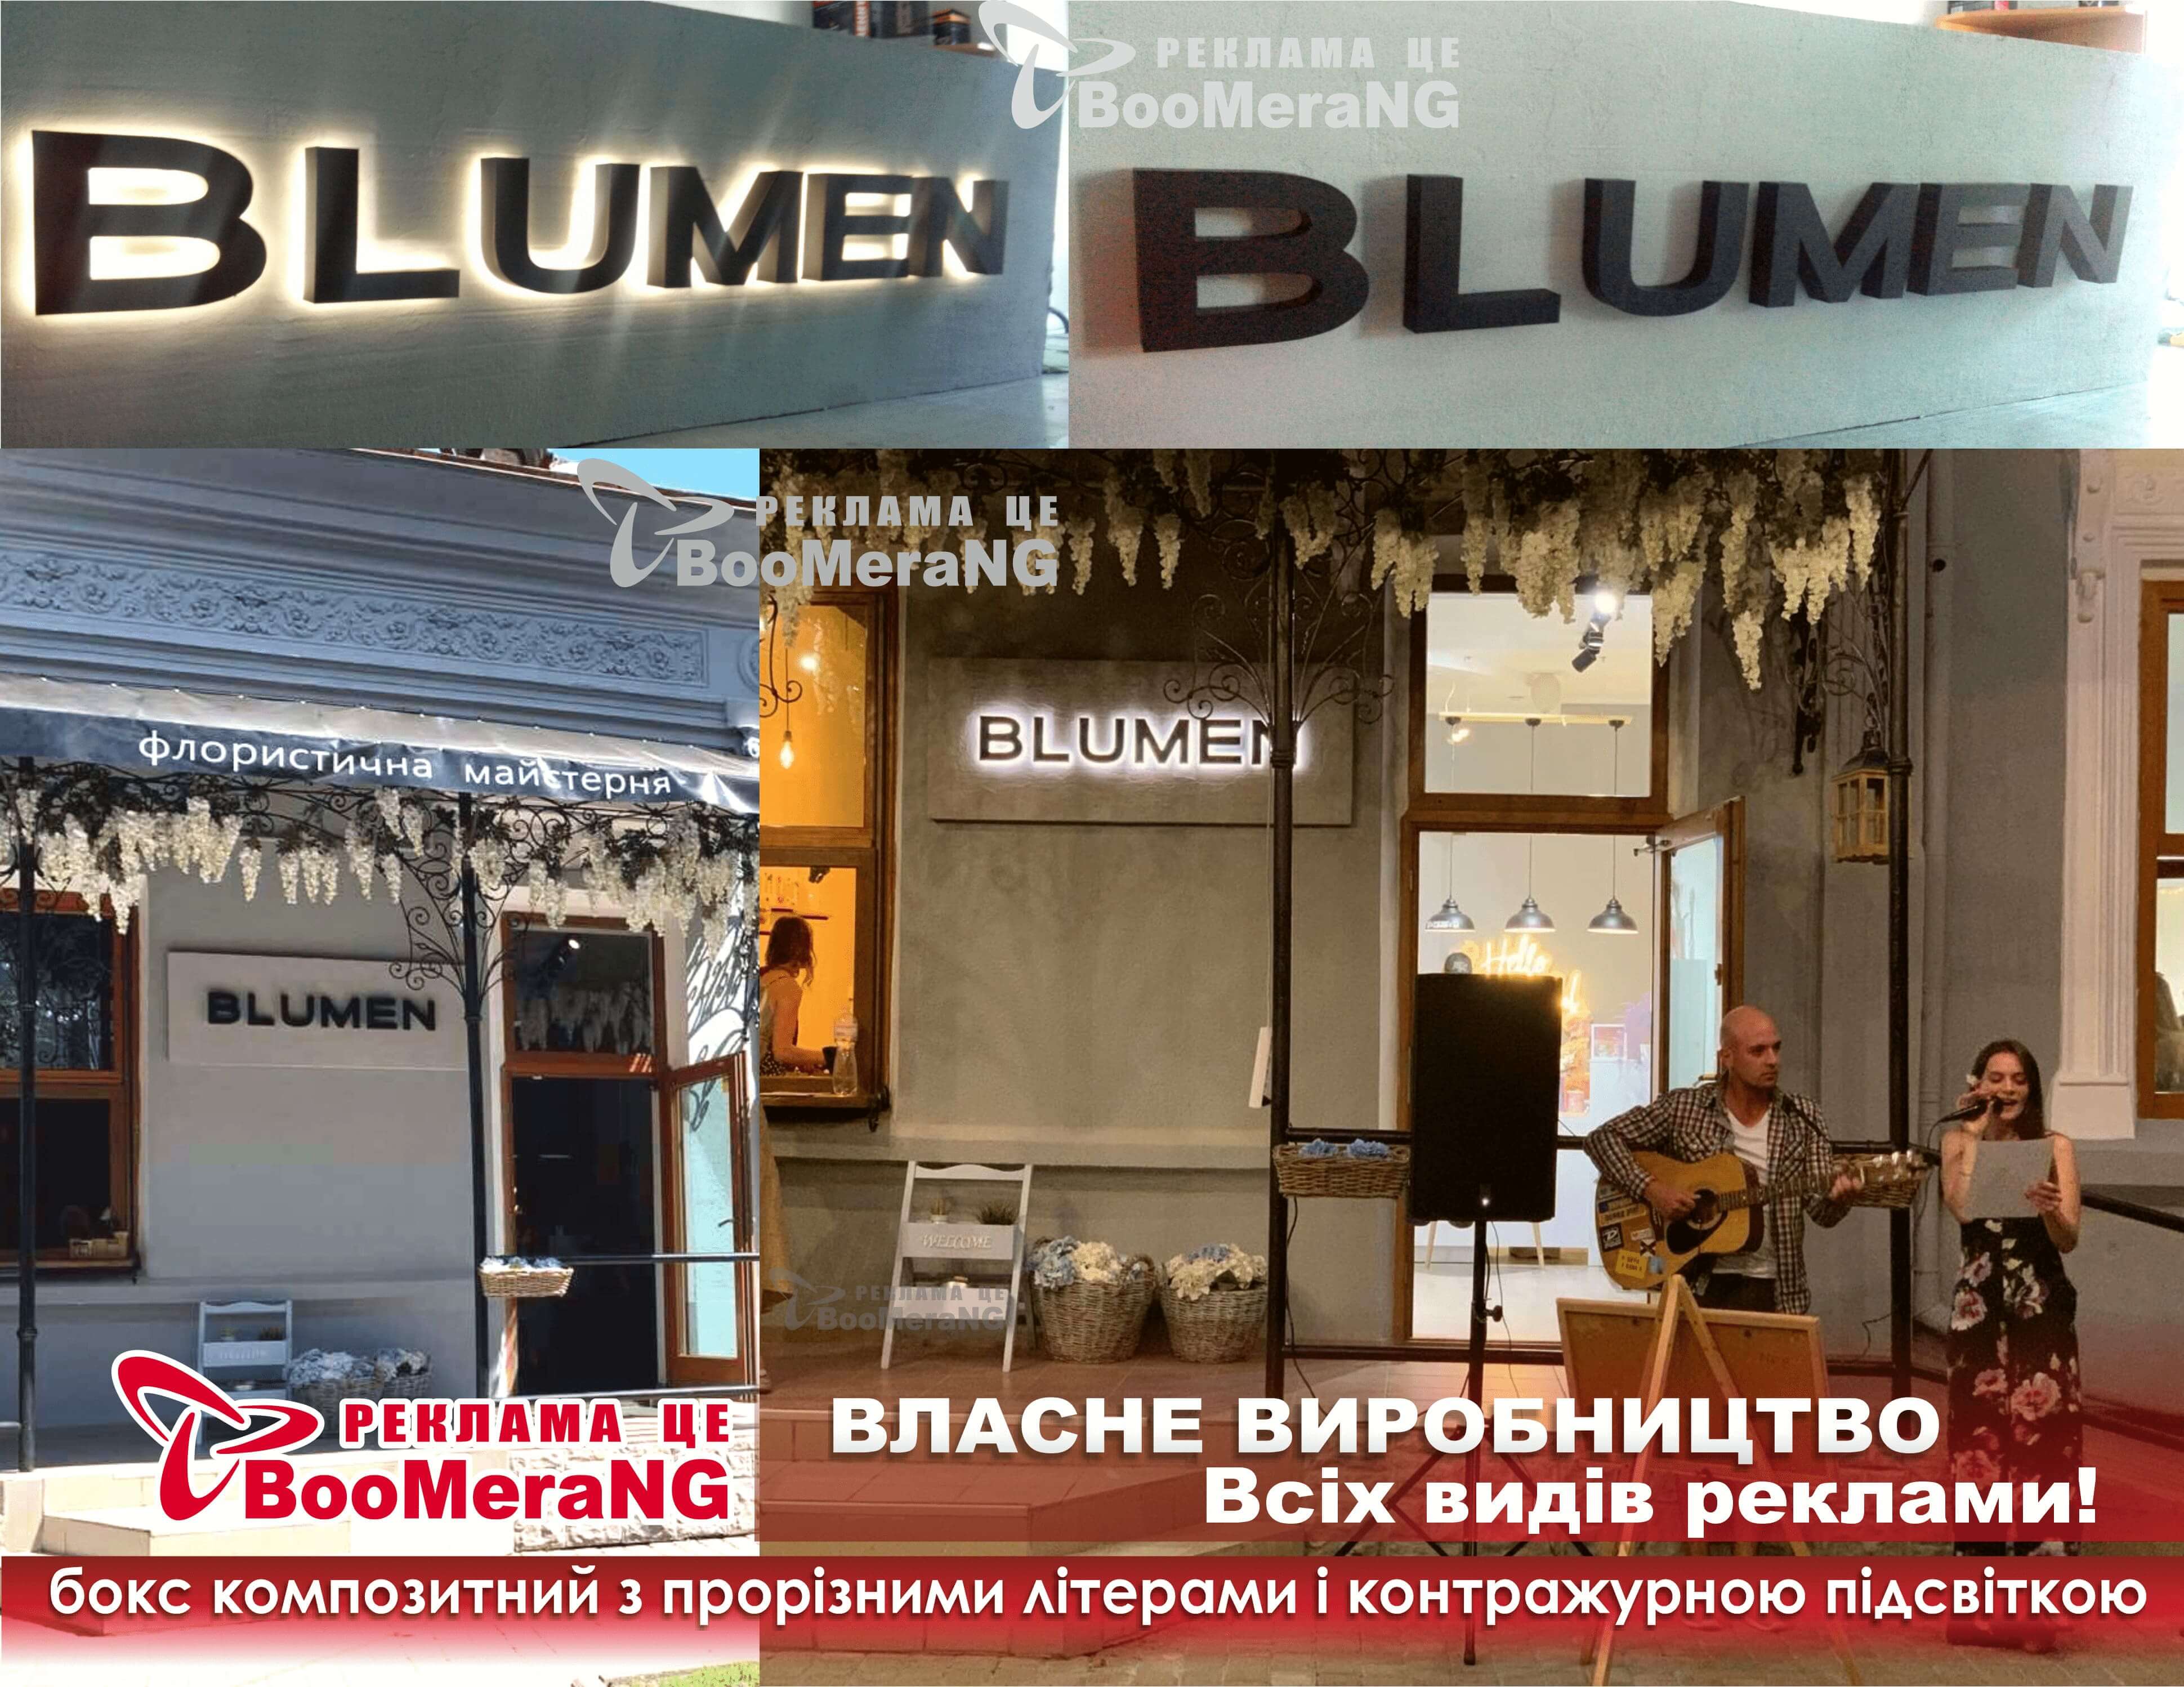 BLUMEN
РЕКЛАМА ЦЕ
BooMeraNG
BLUMEN
РЕКЛАМА ЦЕ
BooMeraNG
флористична майстерня
BLUMEN
BLUMEN
Hello
WELCOME
РЕКЛАМА ЦЕ
BooMeraNG
РЕКЛАМА ЦЕ
BooMeraNG
ВЛАСНЕ ВИРОБНИЦТВО
Всіх видів реклами!
бокс композитний з прорізними літерами і контражурною підсвіткою